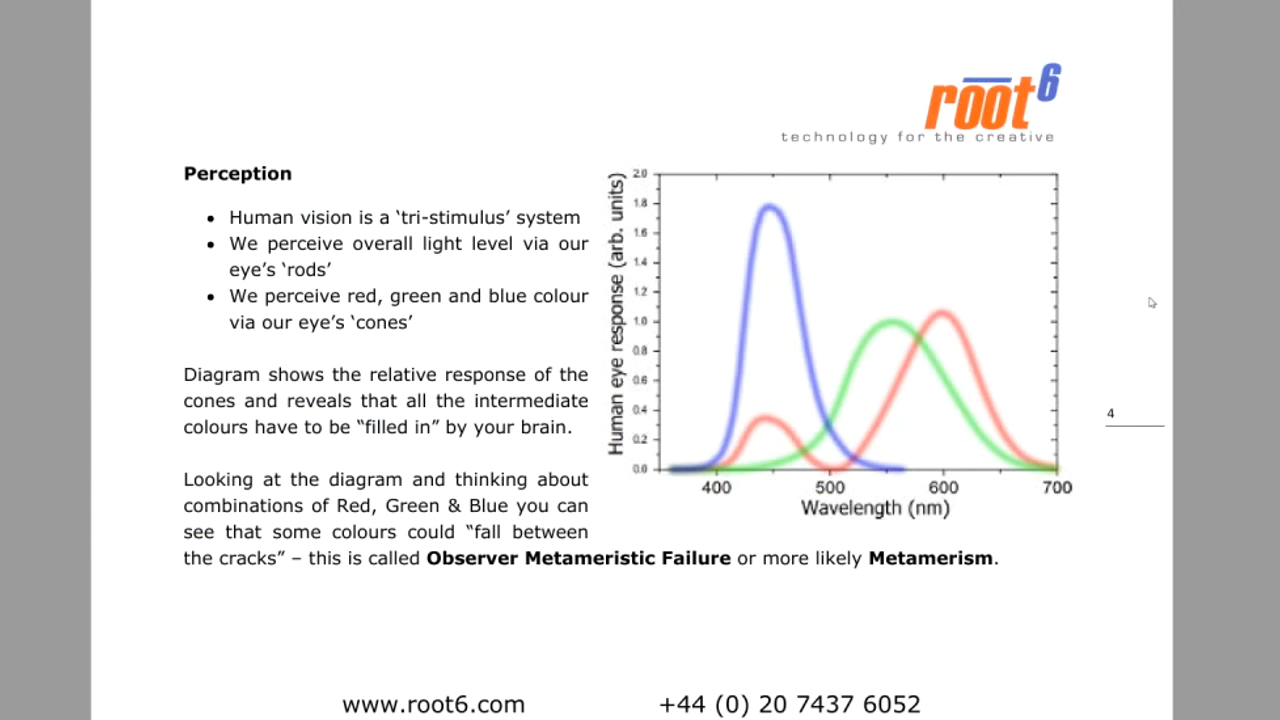 root6
technology for the creative
Perception
• Human vision is a ‘tri-stimulus’ system
• We perceive overall light level via our
eye’s ‘rods’
• We perceive red, green and blue colour
via our eye’s ‘cones’
Diagram shows the relative response of the
cones and reveals that all the intermediate
colours have to be “filled in” by your brain.
Looking at the diagram and thinking about
combinations of Red, Green & Blue you can
see that some colours could “fall between
the cracks” – this is called Observer Metameristic Failure or more likely Metamerism.
Human eye response (arb. units)
2.0
1.8
1.6
1.4
1.2
1.0
0.8
0.6
0.4
0.2
0.0
400 500 600 700
Wavelength (nm)
4
www.root6.com +44 (0) 20 7437 6052